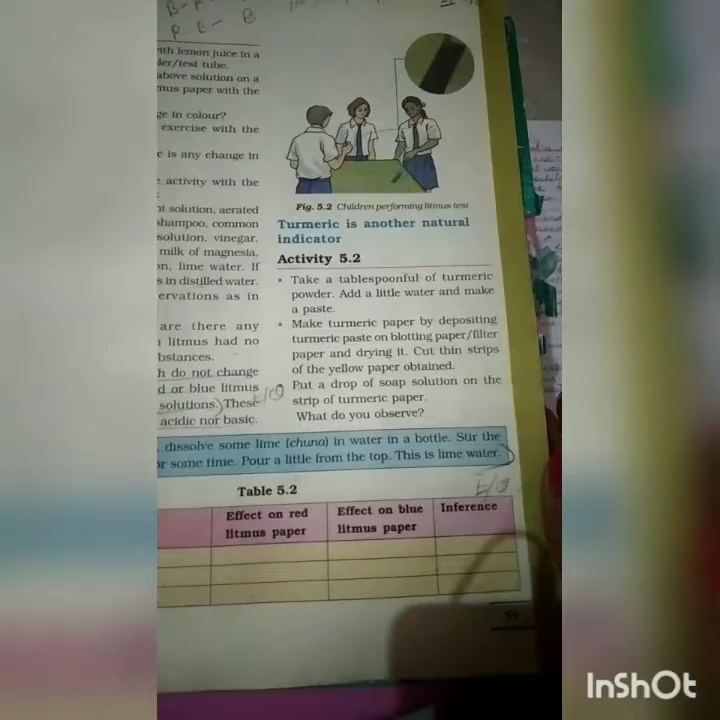 B-
R B- B
ith lemon juice in a
ler/test tube.
above solution on a
mus paper with the
ge in colour?
exercise with the
e is any change in
activity with the
nt solution, aerated
shampoo, common
solution, vinegar,
milk of magnesia,
on, lime water. If
s in distilled water.
ervations as in
are there any
litmus had no
bstances.
h do not change
d or blue litmus
solutions. These
acidic nor basic.
Fig. 5.2 Children performing litmus test
Turmeric is another natural
indicator
Activity 5.2
• Take a tablespoonful of turmeric
powder. Add a little water and make
a paste.
• Make turmeric paper by depositing
turmeric paste on blotting paper/filter
paper and drying it. Cut thin strips
of the yellow paper obtained.
Put a drop of soap solution on the
strip of turmeric paper.
What do you observe?
dissolve some lime (chuna) in water in a bottle. Stir the
or some time. Pour a little from the top. This is lime water.
Table 5.2
Effect on red
litmus paper
Effect on blue
litmus paper
Inference
InShOt